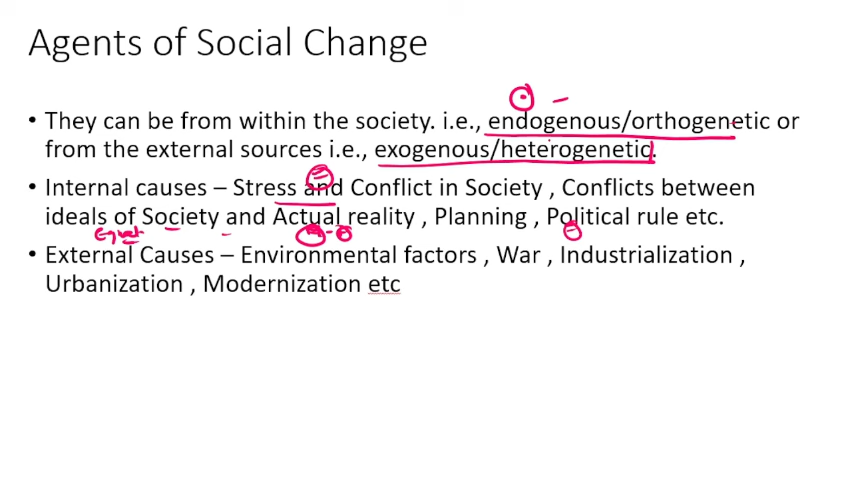 Agents of Social Change
• They can be from within the society. i.e., endogenous/orthogenetic or
from the external sources i.e., exogenous/heterogenetic.
• Internal causes – Stress and Conflict in Society , Conflicts between
ideals of Society and Actual reality , Planning , Political rule etc.
• External Causes – Environmental factors , War , Industrialization ,
Urbanization , Modernization etc